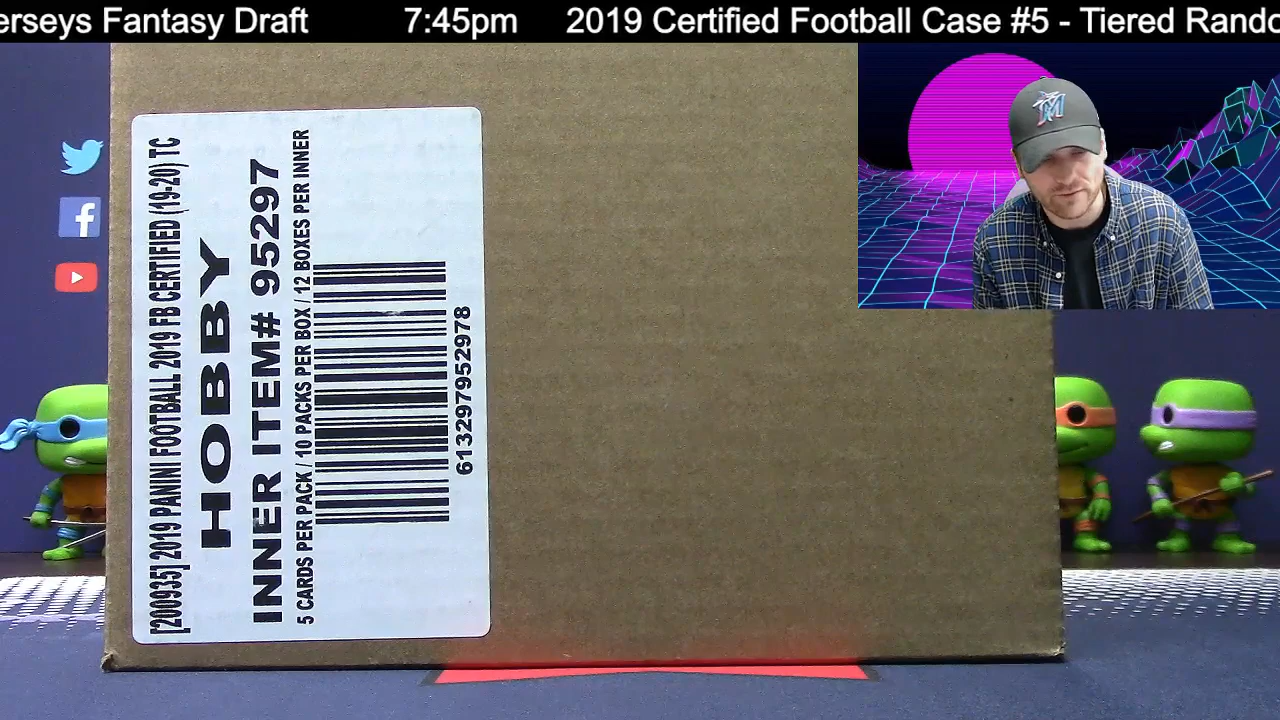 erseys Fantasy Draft 7:45pm 2019 Certified Football Case #5 - Tiered Rando
[200935] 2019 PANINI FOOTBALL 2019 FB CERTIFIED (19-20) TC
HOBBY
INNER ITEM# 95297
5 CARDS PER PACK / 10 PACKS PER BOX / 12 BOXES PER INNER
613297952978